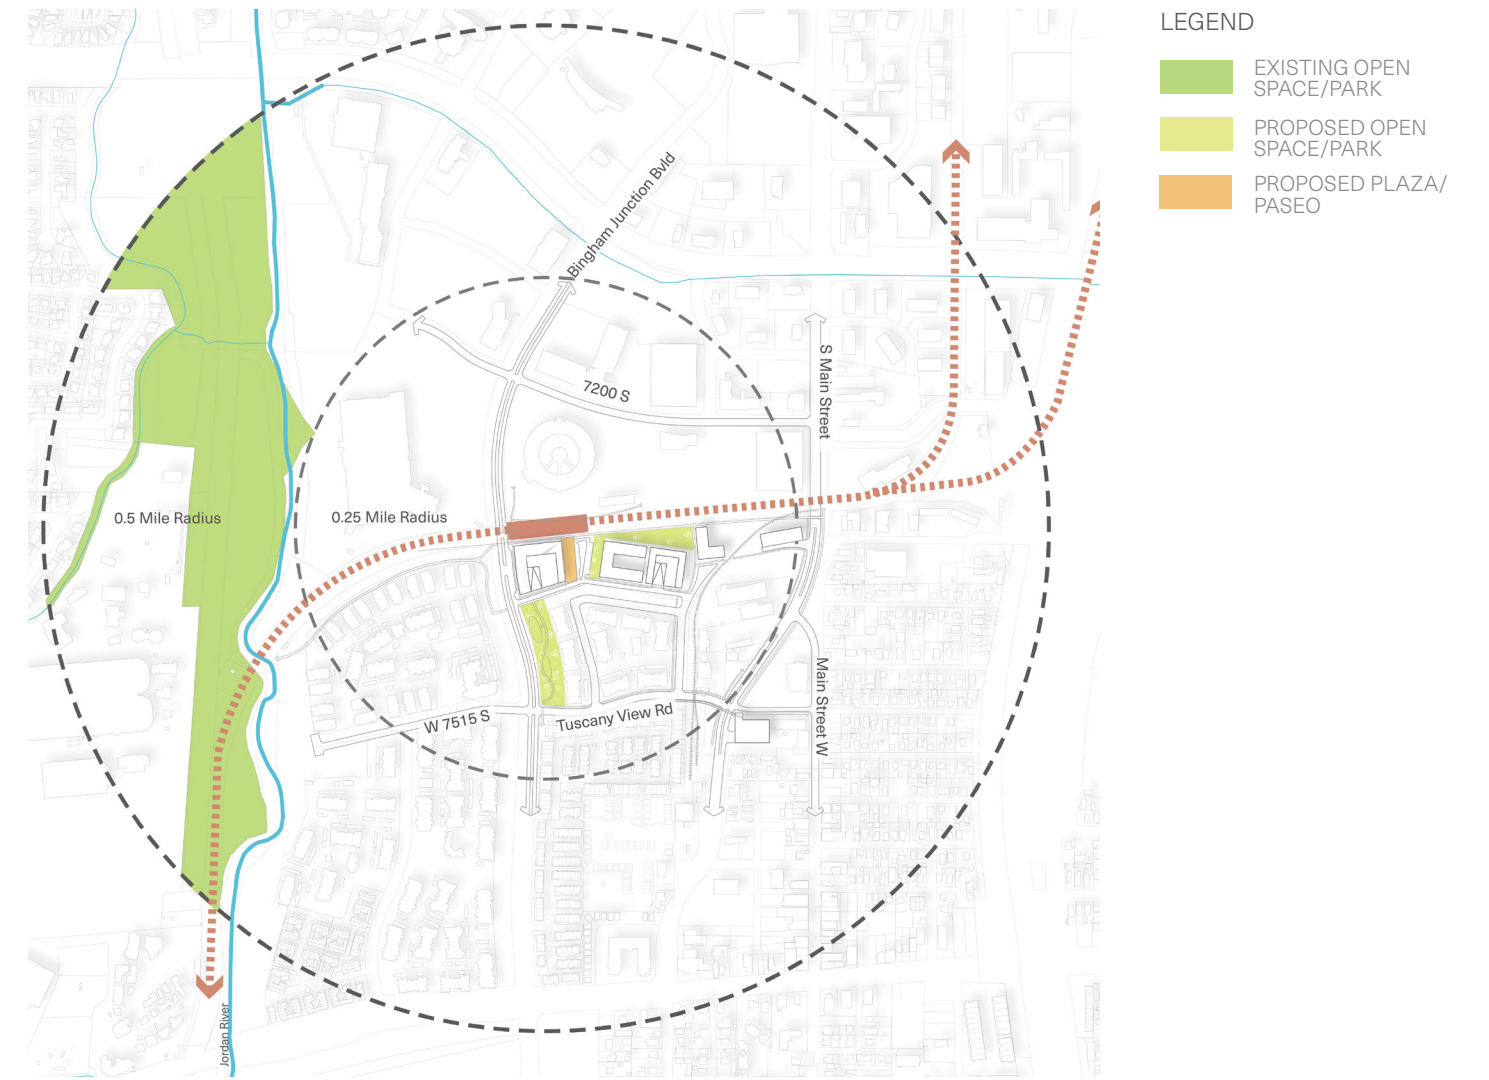 LEGEND
EXISTING OPEN
SPACE/PARK
PROPOSED OPEN
SPACE/PARK
PROPOSED PLAZA/
PASEO
Bingham Junction Bvld
S Main Street
7200 S
0.5 Mile Radius
0.25 Mile Radius
Main Street W
W 7515 S
Tuscany View Rd
Jordan River